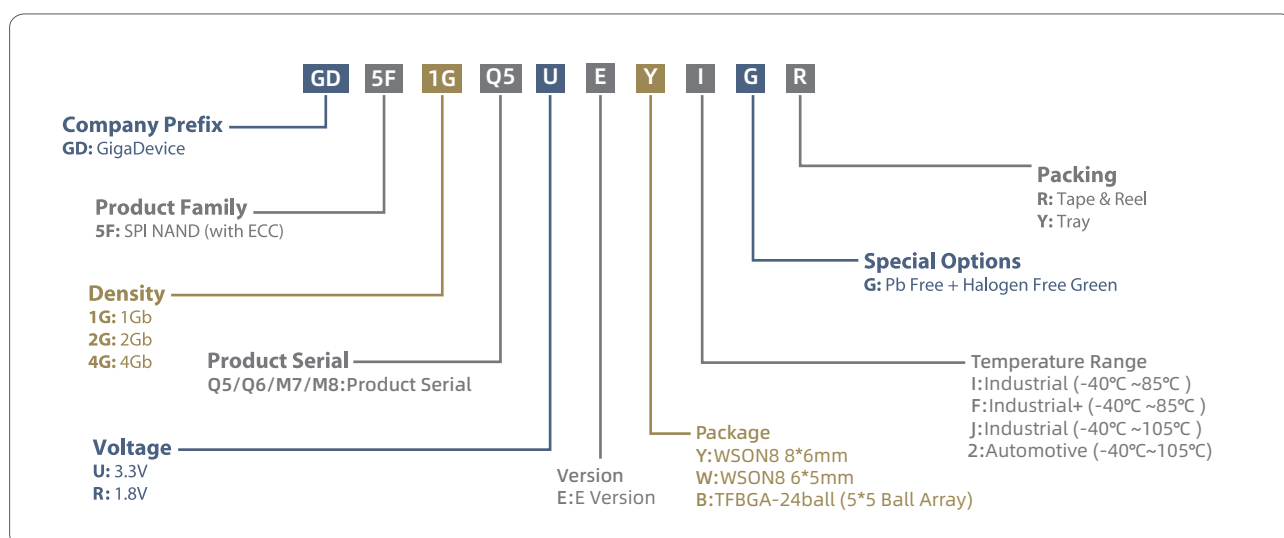 GD 5F 1G Q5 U E Y I G R
Company Prefix
GD: GigaDevice
Product Family
5F: SPI NAND (with ECC)
Density
1G: 1Gb
2G: 2Gb
4G: 4Gb
Product Serial
Q5/Q6/M7/M8:Product Serial
Voltage
U: 3.3V
R: 1.8V
Version
E:E Version
Package
Y:WSON8 8*6mm
W:WSON8 6*5mm
B:TFBGA-24ball (5*5 Ball Array)
Temperature Range
I:Industrial (-40℃ ~85℃ )
F:Industrial+ (-40℃ ~85℃ )
J:Industrial (-40℃ ~105℃ )
2:Automotive (-40℃~105℃)
Special Options
G: Pb Free + Halogen Free Green
Packing
R: Tape & Reel
Y: Tray